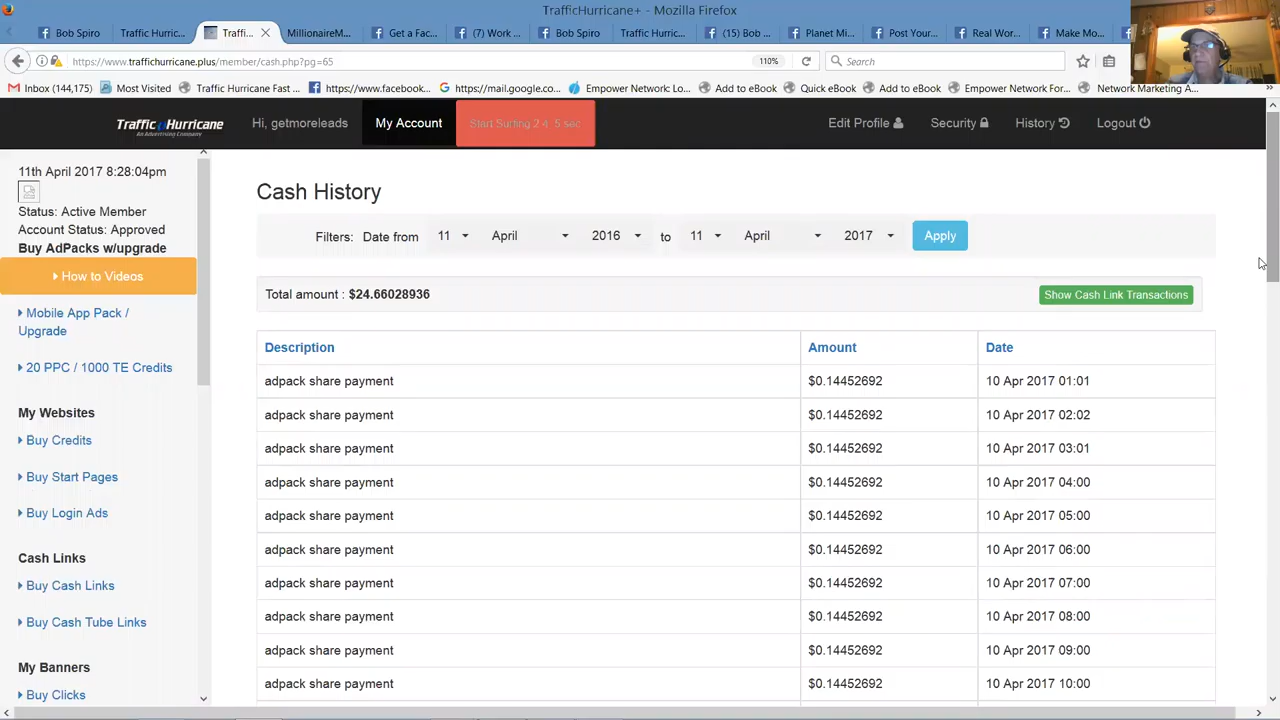 TrafficHurricane+ - Mozilla Firefox
Bob Spiro
Traffic Hurric...
Traffi...
MillionaireM...
Get a Fac...
(7) Work ...
Bob Spiro
Traffic Hurric...
(15) Bob ...
Planet Mi...
Post Your...
Real Wor...
Make Mo...
https://www.traffichurricane.plus/member/cash.php?pg=65
110%
Search
Inbox (144,175)
Most Visited
Traffic Hurricane Fast ...
https://www.facebook...
https://mail.google.co...
Empower Network: Lo...
Add to eBook
Quick eBook
Add to eBook
Empower Network For...
Network Marketing A...
Traffic Hurricane
An Advertising Company
Hi, getmoreleads
My Account
Start Surfing 2 4 5 sec
Edit Profile
Security
History
Logout
11th April 2017 8:28:04pm
Status: Active Member
Account Status: Approved
Buy AdPacks w/upgrade
How to Videos
Mobile App Pack /
Upgrade
20 PPC / 1000 TE Credits
My Websites
Buy Credits
Buy Start Pages
Buy Login Ads
Cash Links
Buy Cash Links
Buy Cash Tube Links
My Banners
Buy Clicks
Cash History
Filters: Date from 11 April 2016 to 11 April 2017 Apply
Total amount : $24.66028936
Show Cash Link Transactions
Description Amount Date
adpack share payment $0.14452692 10 Apr 2017 01:01
adpack share payment $0.14452692 10 Apr 2017 02:02
adpack share payment $0.14452692 10 Apr 2017 03:01
adpack share payment $0.14452692 10 Apr 2017 04:00
adpack share payment $0.14452692 10 Apr 2017 05:00
adpack share payment $0.14452692 10 Apr 2017 06:00
adpack share payment $0.14452692 10 Apr 2017 07:00
adpack share payment $0.14452692 10 Apr 2017 08:00
adpack share payment $0.14452692 10 Apr 2017 09:00
adpack share payment $0.14452692 10 Apr 2017 10:00